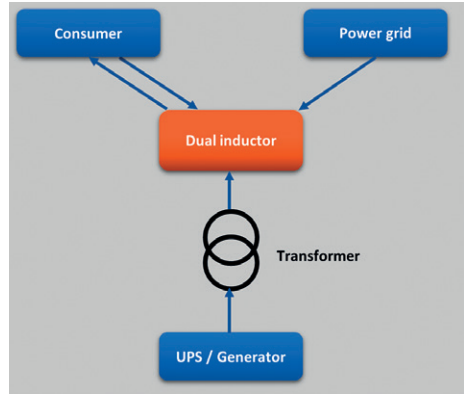 Consumer
Power grid
Dual inductor
Transformer
UPS / Generator